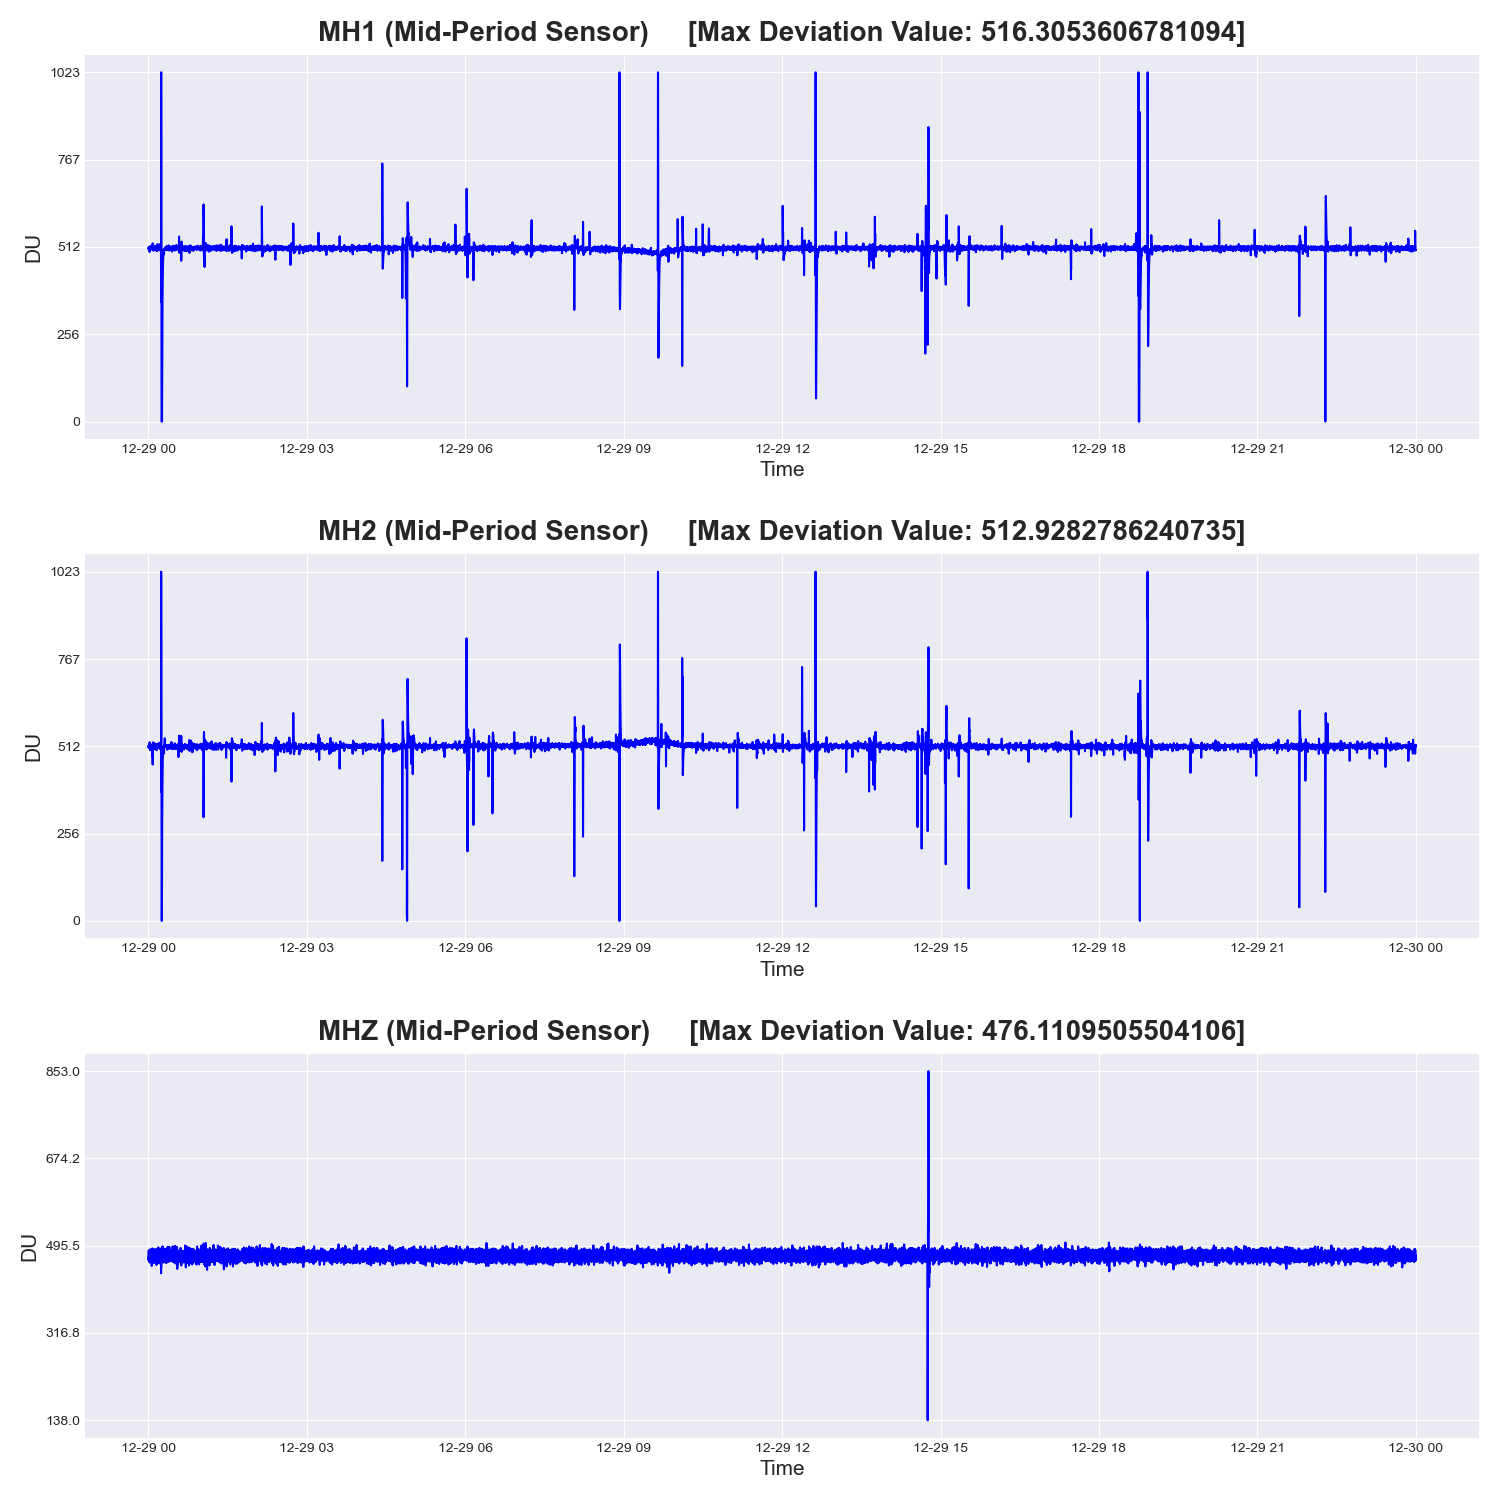 MH1 (Mid-Period Sensor)     [Max Deviation Value: 516.3053606781094]
1023
767
512
256
0
DU
12-29 00 12-29 03 12-29 06 12-29 09 12-29 12 12-29 15 12-29 18 12-29 21 12-30 00
Time
MH2 (Mid-Period Sensor)     [Max Deviation Value: 512.9282786240735]
1023
767
512
256
0
DU
12-29 00 12-29 03 12-29 06 12-29 09 12-29 12 12-29 15 12-29 18 12-29 21 12-30 00
Time
MHZ (Mid-Period Sensor)     [Max Deviation Value: 476.1109505504106]
853.0
674.2
495.5
316.8
138.0
DU
12-29 00 12-29 03 12-29 06 12-29 09 12-29 12 12-29 15 12-29 18 12-29 21 12-30 00
Time